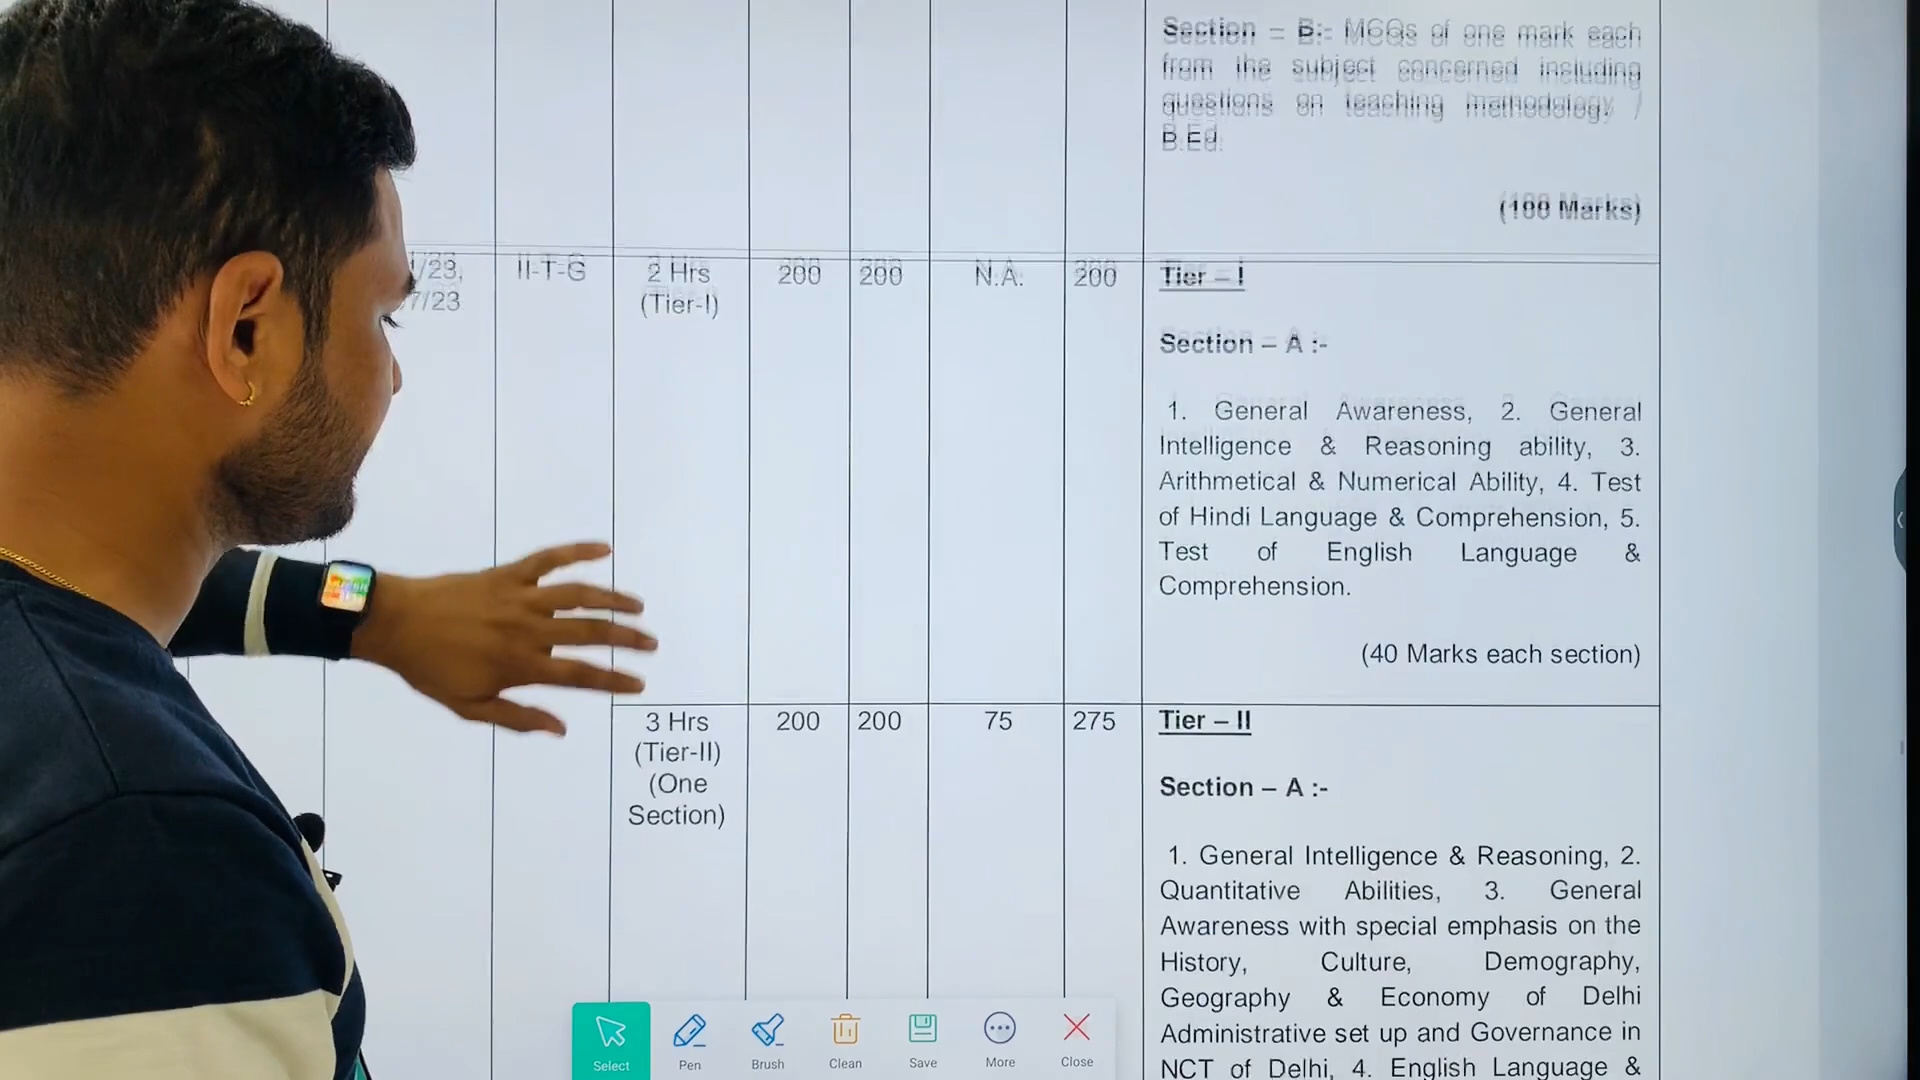 Section – B:- MCQs of one mark each
from the subject concerned including
questions on teaching methodology /
B.Ed.
(100 Marks)
/23,
7/23
II-T-G
2 Hrs
(Tier-I)
200
200
N.A.
200
Tier – I
Section – A :-
1. General Awareness, 2. General
Intelligence & Reasoning ability, 3.
Arithmetical & Numerical Ability, 4. Test
of Hindi Language & Comprehension, 5.
Test of English Language &
Comprehension.
(40 Marks each section)
3 Hrs
(Tier-II)
(One
Section)
200
200
75
275
Tier – II
Section – A :-
1. General Intelligence & Reasoning, 2.
Quantitative Abilities, 3. General
Awareness with special emphasis on the
History, Culture, Demography,
Geography & Economy of Delhi
Administrative set up and Governance in
NCT of Delhi, 4. English Language &
Select
Pen
Brush
Clean
Save
More
Close